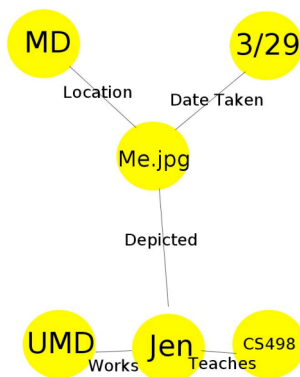 MD
3/29
Location
Date Taken
Me.jpg
Depicted
UMD
Jen
CS498
Works
Teaches